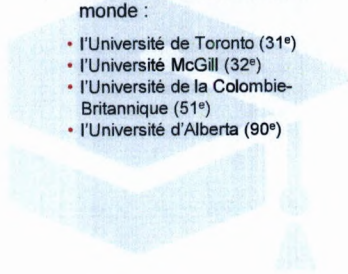 monde :
• l'Université de Toronto (31e)
• l'Université McGill (32e)
• l'Université de la Colombie-
Britannique (51e)
• l'Université d'Alberta (90e)